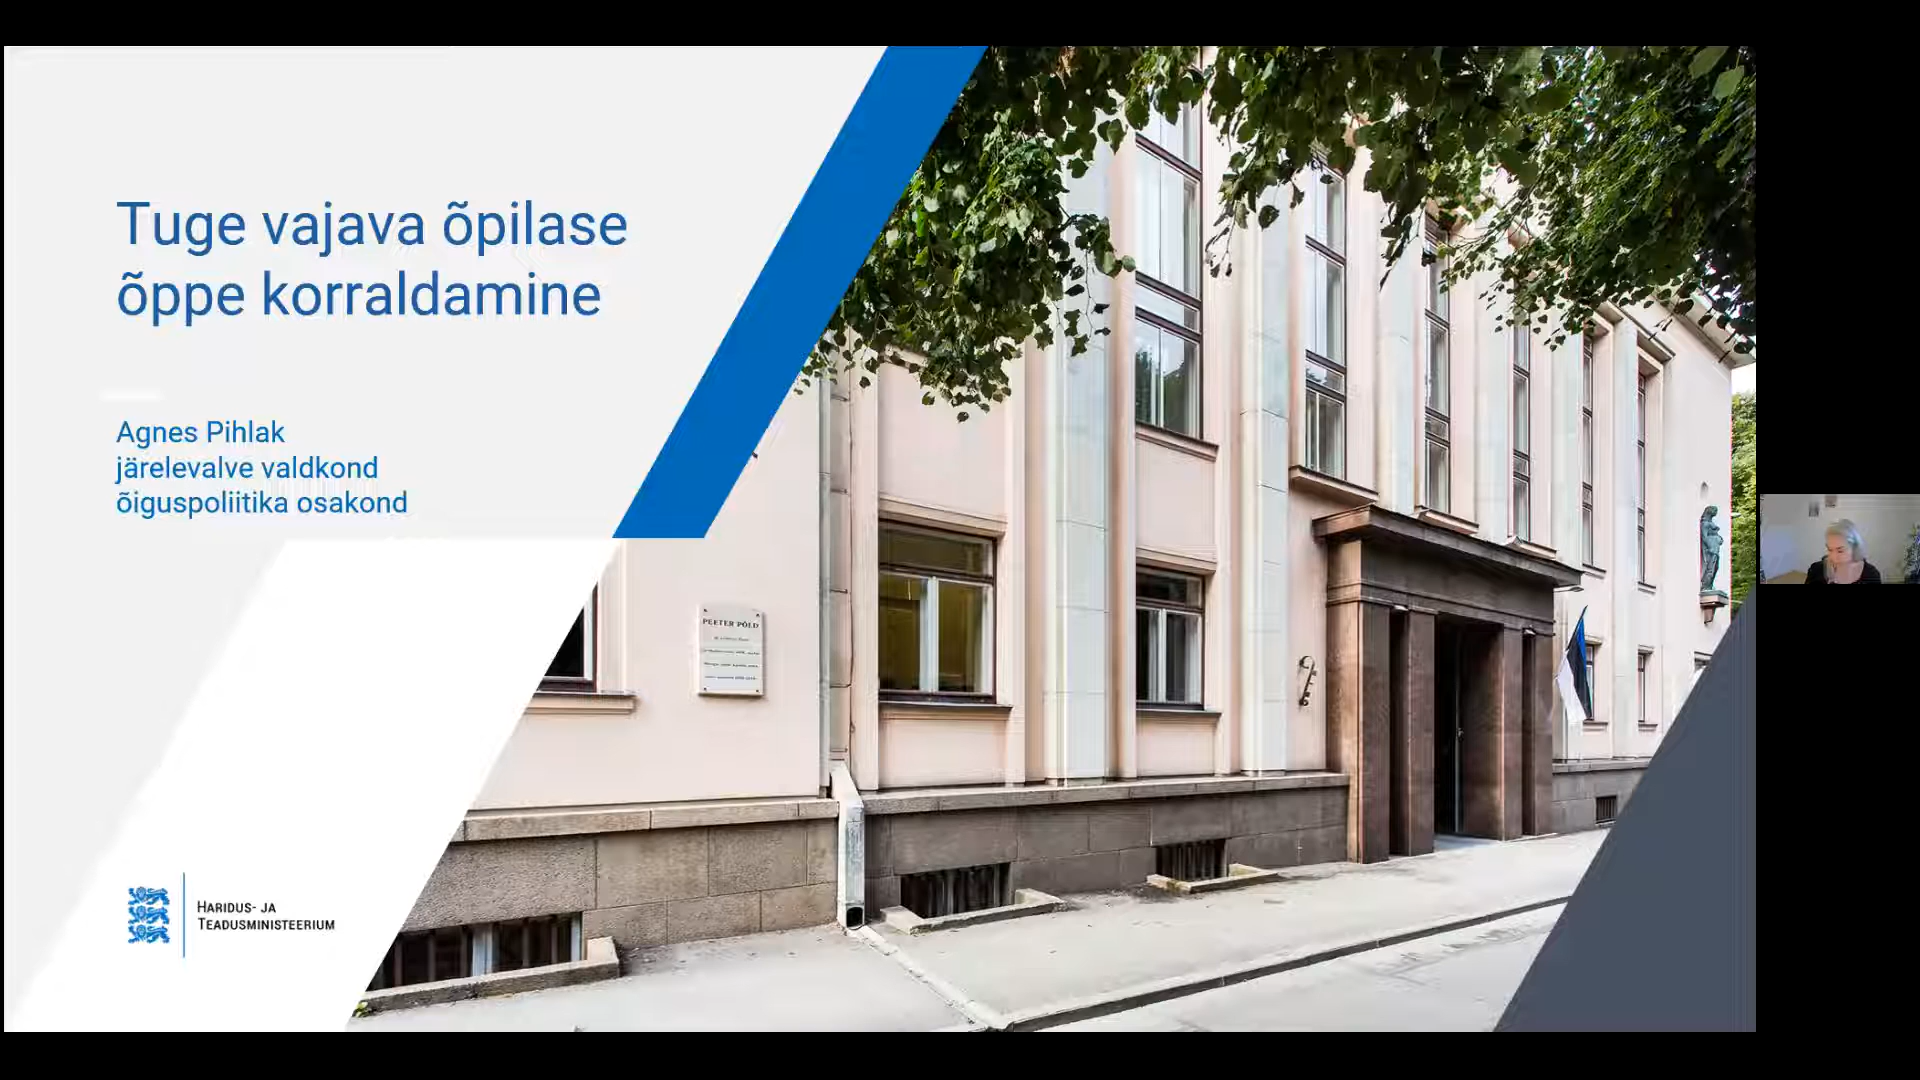 Tuge vajava õpilase
õppe korraldamine
Agnes Pihlak
järelevalve valdkond
õiguspoliitika osakond
PEETER PÕLD
HARIDUS- JA
TEADUSMINISTEERIUM